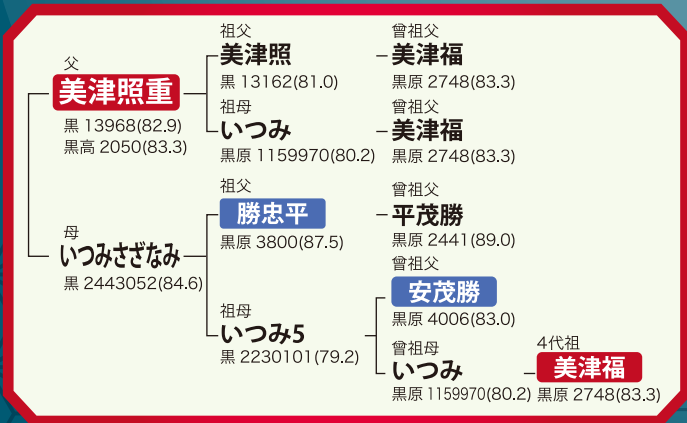 父
美津照重
黒 13968(82.9)
黒高 2050(83.3)
祖父
美津照
黒 13162(81.0)
曾祖父
美津福
黒原 2748(83.3)
祖母
いつみ
黒原 1159970(80.2)
曾祖父
美津福
黒原 2748(83.3)
母
いつみさざなみ
黒 2443052(84.6)
祖父
勝忠平
黒原 3800(87.5)
曾祖父
平茂勝
黒原 2441(89.0)
祖母
いつみ5
黒 2230101(79.2)
曾祖父
安茂勝
黒原 4006(83.0)
曾祖母
いつみ
黒原 1159970(80.2)
4代祖
美津福
黒原 2748(83.3)